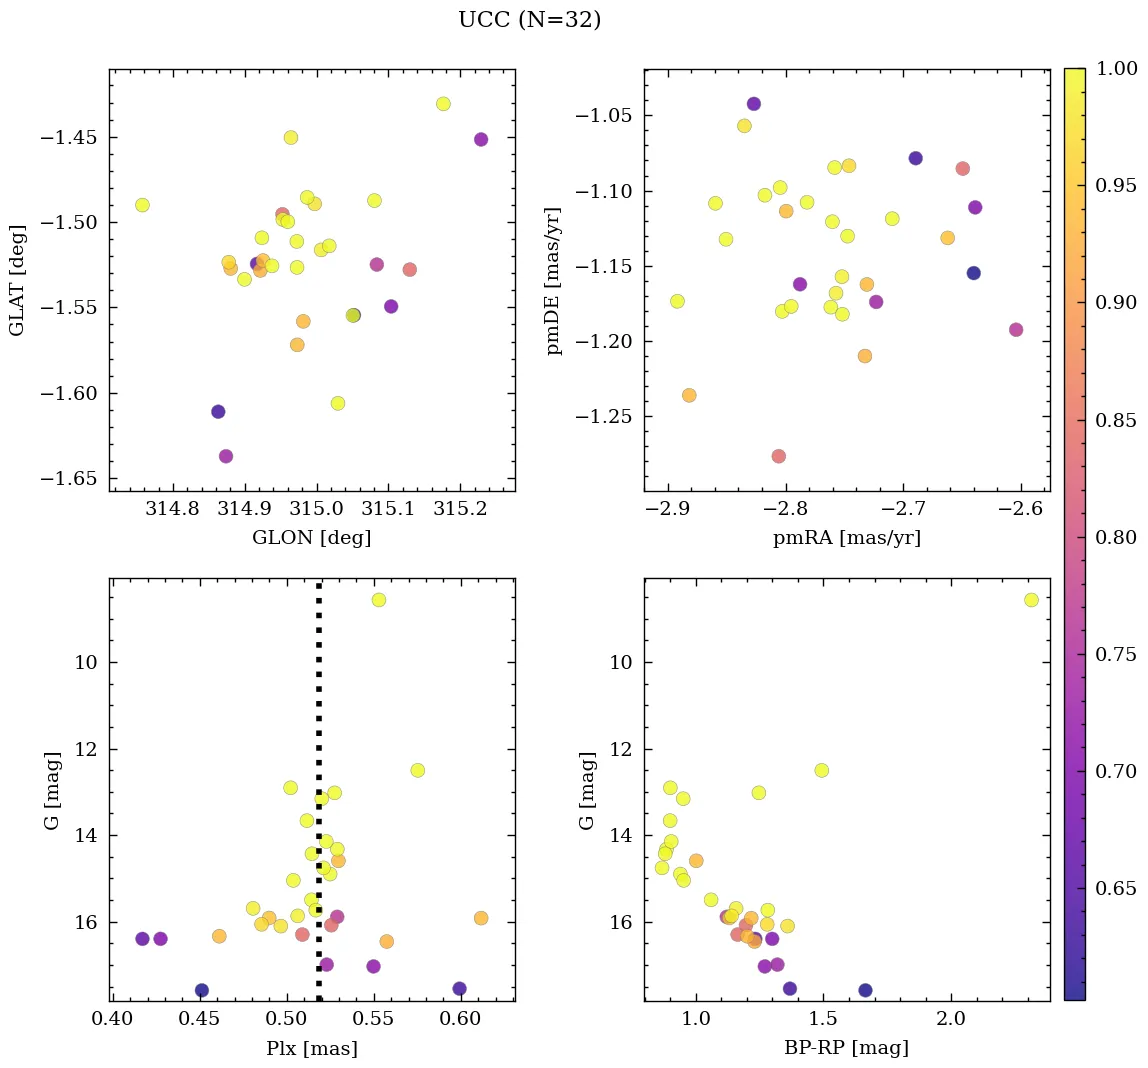 UCC (N=32)
−1.45
−1.50
−1.55
−1.60
−1.65
GLAT [deg]
314.8 314.9 315.0 315.1 315.2
GLON [deg]
−1.05
−1.10
−1.15
−1.20
−1.25
pmDE [mas/yr]
−2.9 −2.8 −2.7 −2.6
pmRA [mas/yr]
10
12
14
16
G [mag]
0.40 0.45 0.50 0.55 0.60
Plx [mas]
10
12
14
16
G [mag]
1.0 1.5 2.0
BP-RP [mag]
1.00
0.95
0.90
0.85
0.80
0.75
0.70
0.65